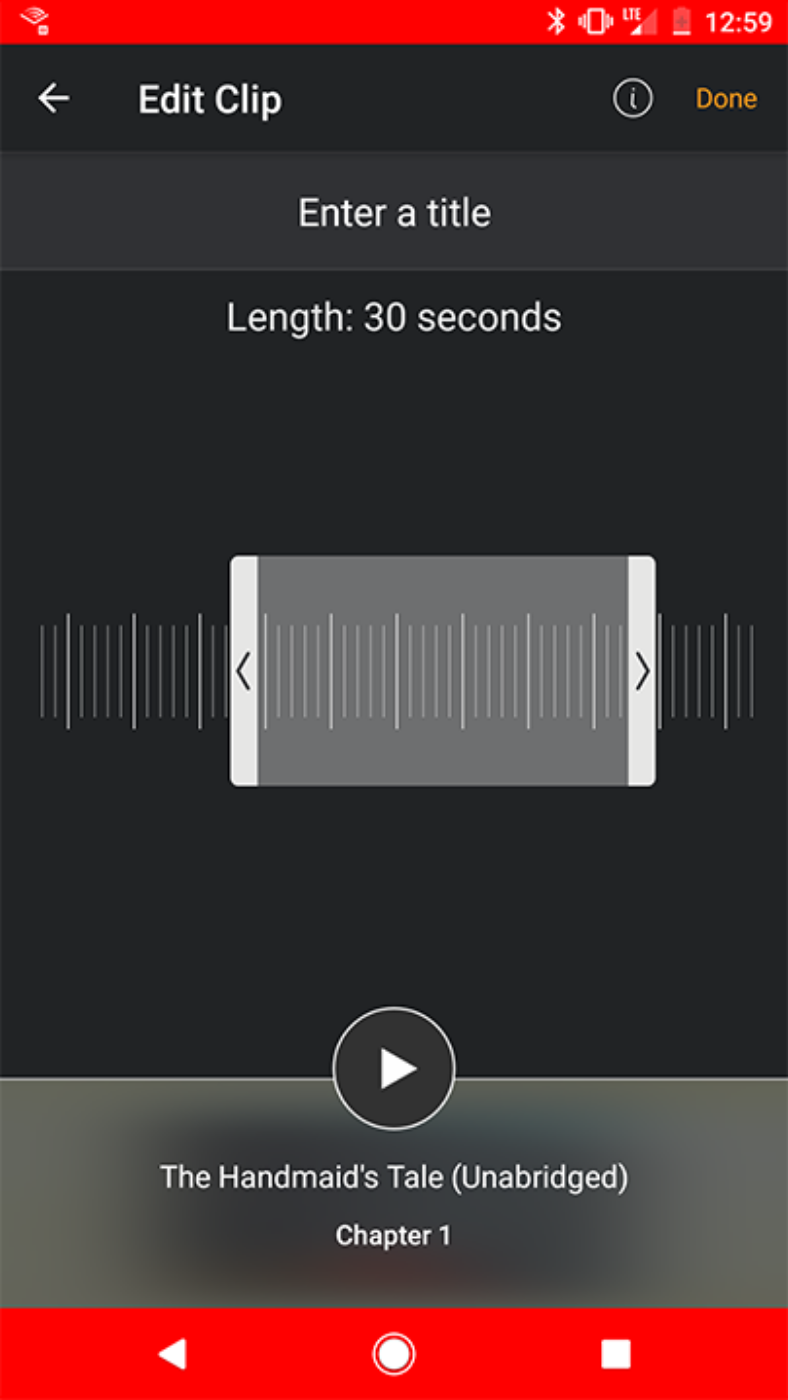 LTE 12:59
Edit Clip i Done
Enter a title
Length: 30 seconds
The Handmaid's Tale (Unabridged)
Chapter 1